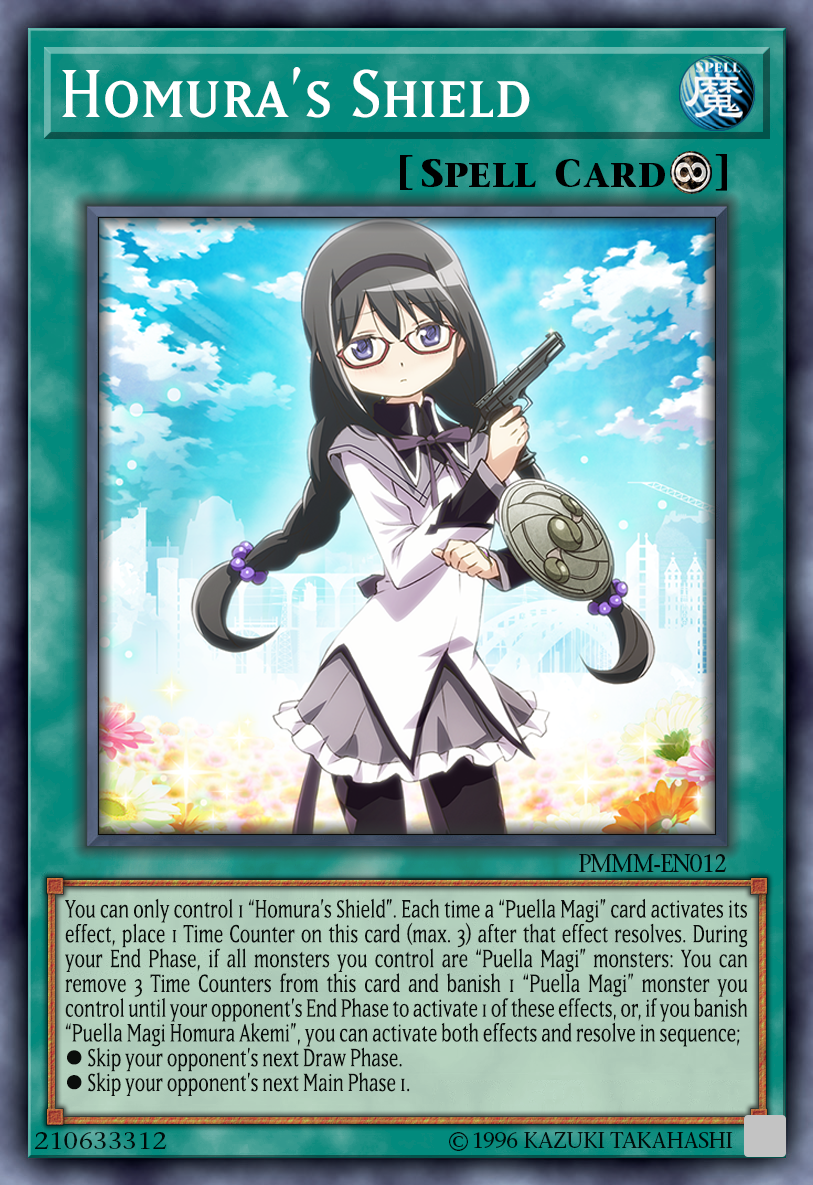 Homura's Shield
SPELL
魔
[Spell Card♾]
PMMM-EN012
You can only control 1 “Homura's Shield”. Each time a “Puella Magi” card activates its
effect, place 1 Time Counter on this card (max. 3) after that effect resolves. During
your End Phase, if all monsters you control are “Puella Magi” monsters: You can
remove 3 Time Counters from this card and banish 1 “Puella Magi” monster you
control until your opponent's End Phase to activate 1 of these effects, or, if you banish
“Puella Magi Homura Akemi”, you can activate both effects and resolve in sequence;
● Skip your opponent's next Draw Phase.
● Skip your opponent's next Main Phase 1.
210633312
© 1996 KAZUKI TAKAHASHI